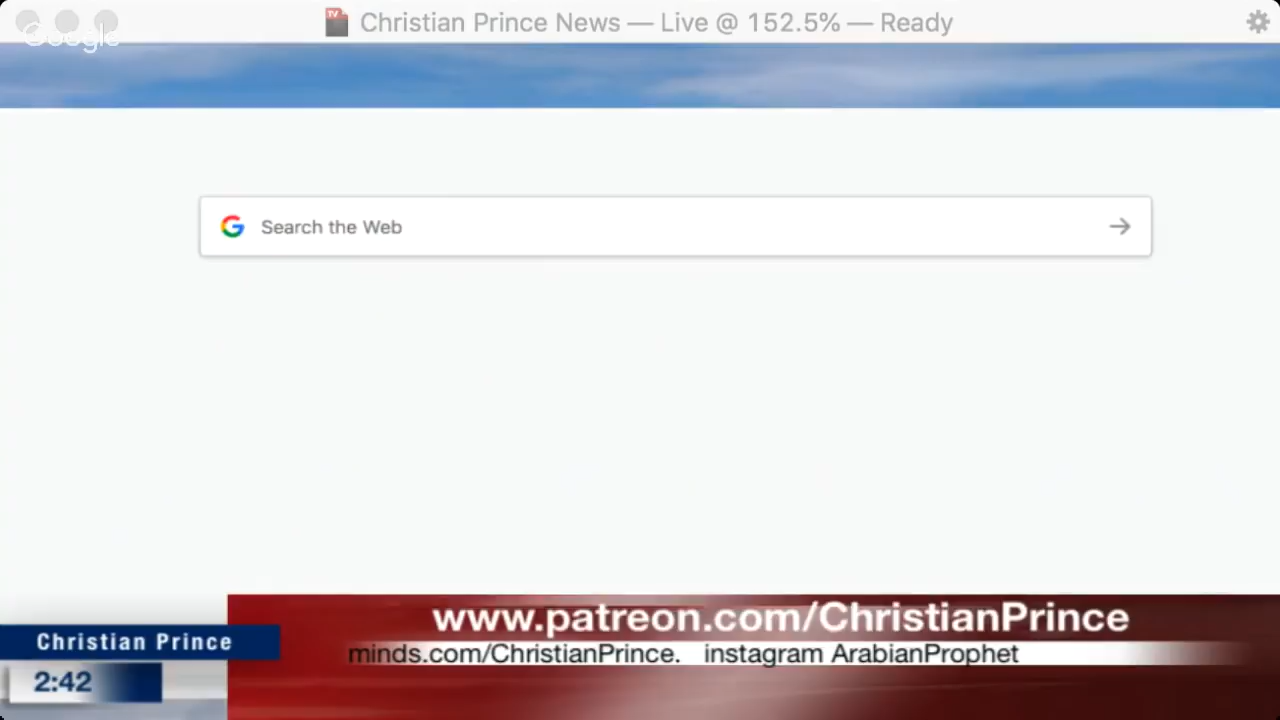 Christian Prince News — Live @ 152.5% — Ready
Google
Search the Web
www.patreon.com/ChristianPrince
Christian Prince
minds.com/ChristianPrince. instagram ArabianProphet
2:42